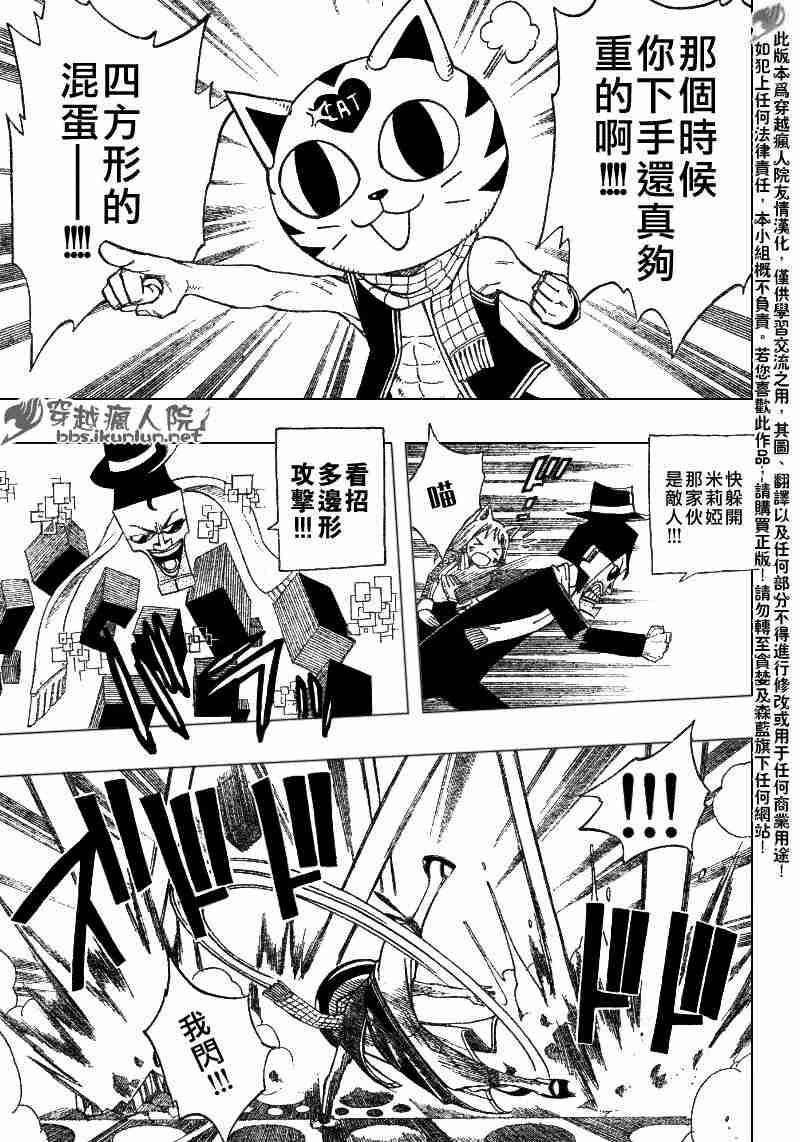 那個時候
你下手還真夠
重的啊!!!!
四方形的
混蛋——!!!!
CAT
穿越瘋人院
bbs.ikunlun.net
快躲開
米莉婭
那家伙
是敵人!!!
喵
看招
多邊形
攻擊!!!
!!!
ドドドドド
我閃!!!
此版本爲穿越瘋人院友情漢化，僅供學習交流之用，其圖、翻譯以及任何部分不得進行修改或用于任何商業用途！
如犯上任何法律責任，本小組概不負責。若您喜歡此作品！請購買正版！請勿轉至貪婪及森藍旗下任何網站！